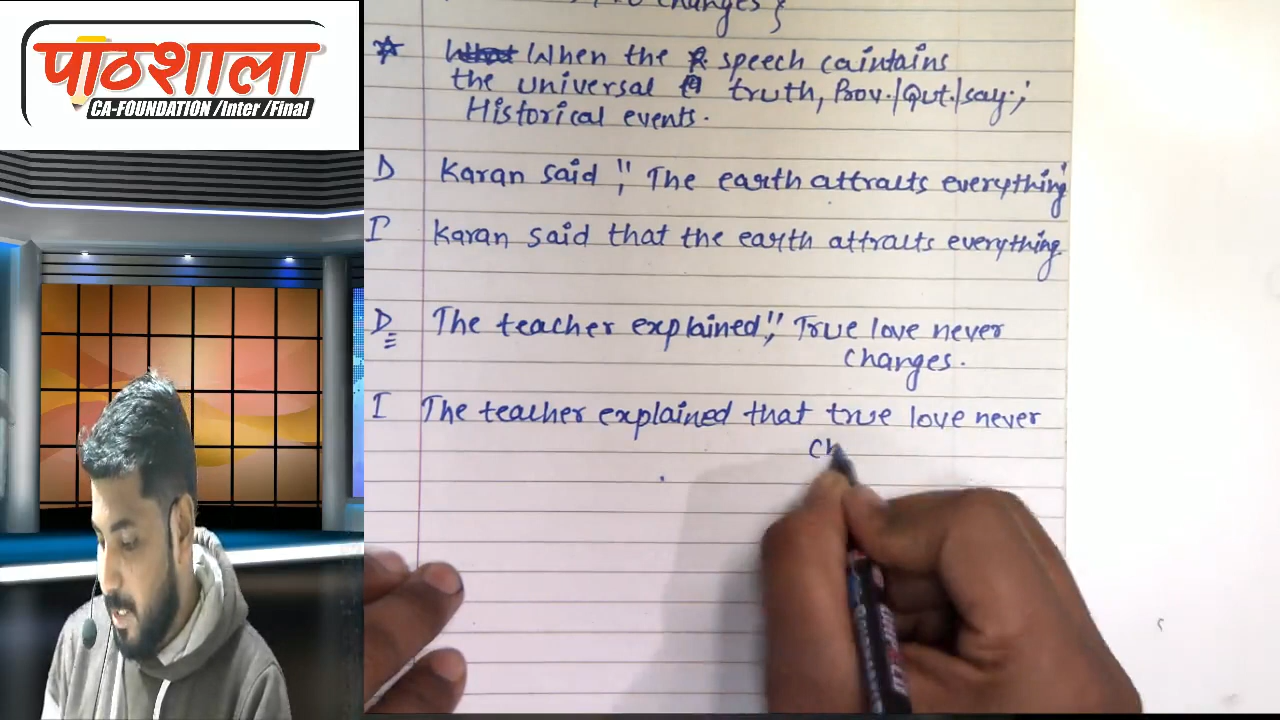 पाठशाला
CA-FOUNDATION /Inter /Final
changes }
☆ When the speech caintains
the universal truth, Prov./Qut./say.;
Historical events.
D Karan said ," The earth attracts everything"
I Karan said that the earth attracts everything
D The teacher explained," True love never
changes.
I The teacher explained that true love never
ch